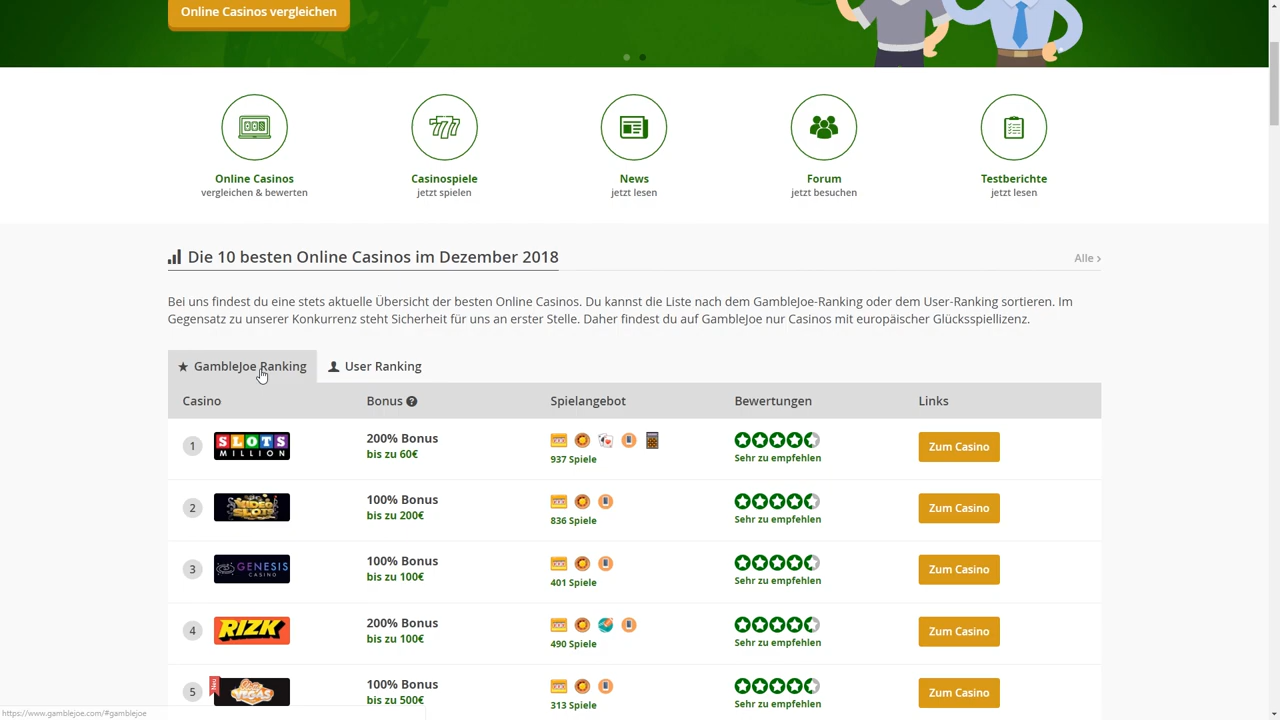 Online Casinos vergleichen
Online Casinos
vergleichen & bewerten
Casinospiele
jetzt spielen
News
jetzt lesen
Forum
jetzt besuchen
Testberichte
jetzt lesen
Die 10 besten Online Casinos im Dezember 2018
Alle ›
Bei uns findest du eine stets aktuelle Übersicht der besten Online Casinos. Du kannst die Liste nach dem GambleJoe-Ranking oder dem User-Ranking sortieren. Im
Gegensatz zu unserer Konkurrenz steht Sicherheit für uns an erster Stelle. Daher findest du auf GambleJoe nur Casinos mit europäischer Glücksspiellizenz.
GambleJoe Ranking
User Ranking
Casino Bonus ? Spielangebot Bewertungen Links
1
SLOTS
MILLION
200% Bonus
bis zu 60€
937 Spiele
Sehr zu empfehlen
Zum Casino
2
VIDEO
SLOTS
100% Bonus
bis zu 200€
836 Spiele
Sehr zu empfehlen
Zum Casino
3
GENESIS
CASINO
100% Bonus
bis zu 100€
401 Spiele
Sehr zu empfehlen
Zum Casino
4
RIZK
200% Bonus
bis zu 100€
490 Spiele
Sehr zu empfehlen
Zum Casino
5
Neu
VEGAS
100% Bonus
bis zu 500€
313 Spiele
Sehr zu empfehlen
Zum Casino
https://www.gamblejoe.com/#gamblejoe